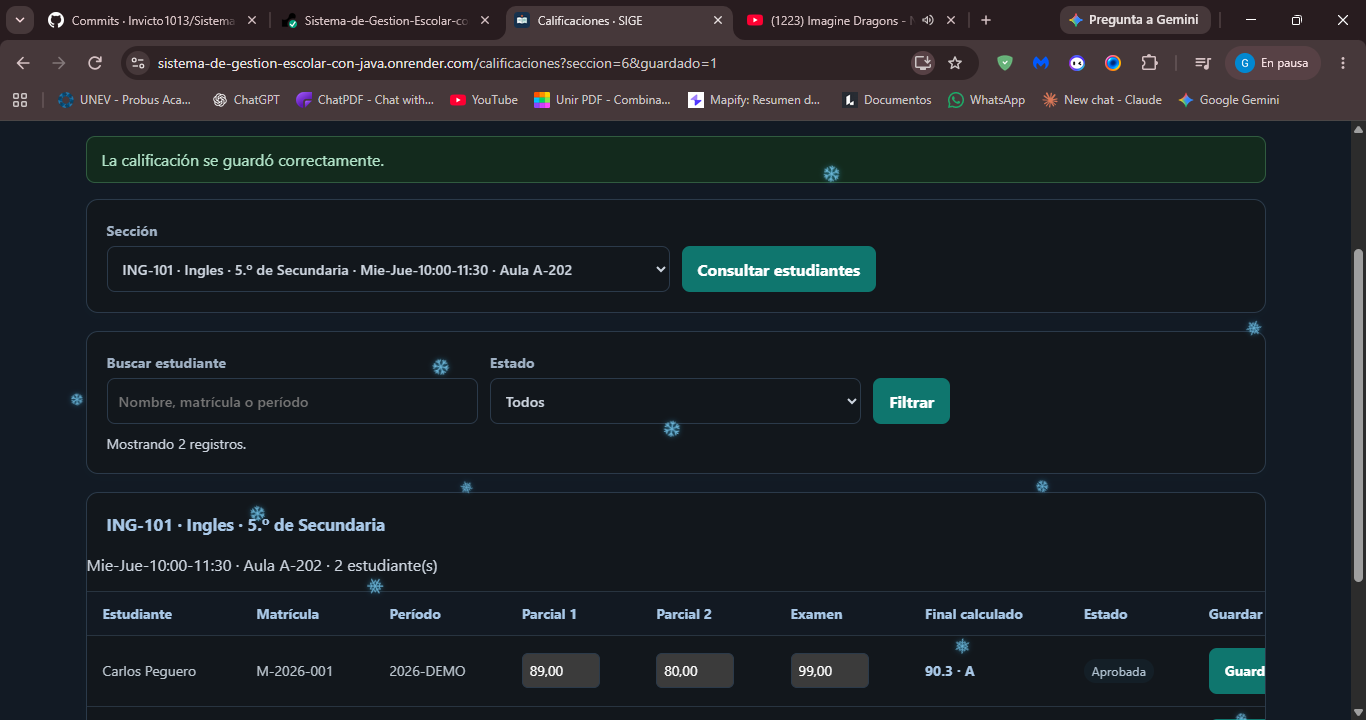 Commits · Invicto1013/Sistema
Sistema-de-Gestion-Escolar-co
Calificaciones · SIGE
(1223) Imagine Dragons -
Pregunta a Gemini
sistema-de-gestion-escolar-con-java.onrender.com/calificaciones?seccion=6&guardado=1
G
En pausa
UNEV - Probus Aca...
ChatGPT
ChatPDF - Chat with...
YouTube
Unir PDF - Combina...
Mapify: Resumen d...
Documentos
WhatsApp
New chat - Claude
Google Gemini
La calificación se guardó correctamente.
Sección
ING-101 · Ingles · 5.º de Secundaria · Mie-Jue-10:00-11:30 · Aula A-202
Consultar estudiantes
Buscar estudiante
Estado
Nombre, matrícula o período
Todos
Filtrar
Mostrando 2 registros.
ING-101 · Ingles · 5.º de Secundaria
Mie-Jue-10:00-11:30 · Aula A-202 · 2 estudiante(s)
Estudiante Matrícula Período Parcial 1 Parcial 2 Examen Final calculado Estado Guardar
Carlos Peguero M-2026-001 2026-DEMO 89,00 80,00 99,00 90.3 · A Aprobada Guard